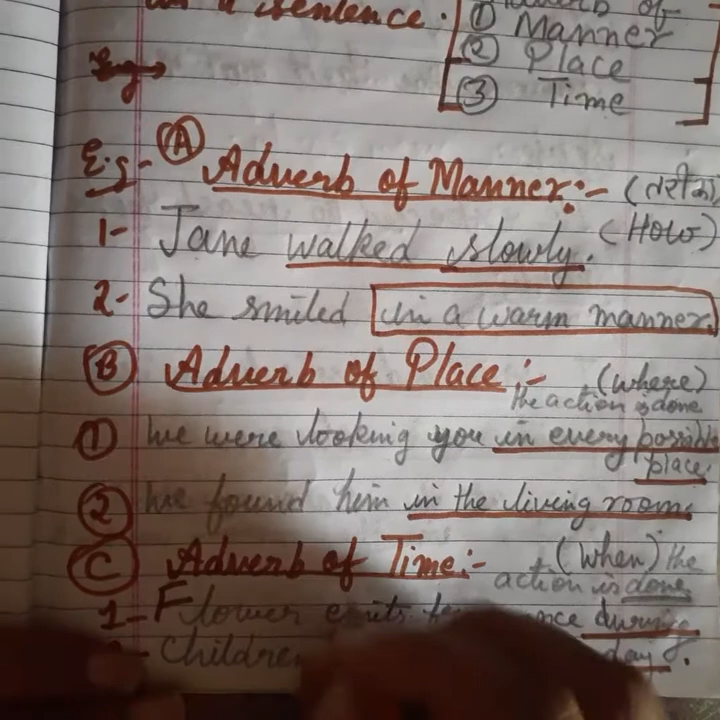 in a sentence.
① Manner
② Place
③ Time
E.g- Ⓐ Adverb of Manner:- (तरीका)
1- Jane walked slowly. (How)
2- She smiled in a warm manner.
Ⓑ Adverb of Place:- (where)
the action is done
① We were looking you in every possible
place.
② We found him in the living room.
Ⓒ Adverb of Time:- (When) the
action is done
1- Flower during
Children day.